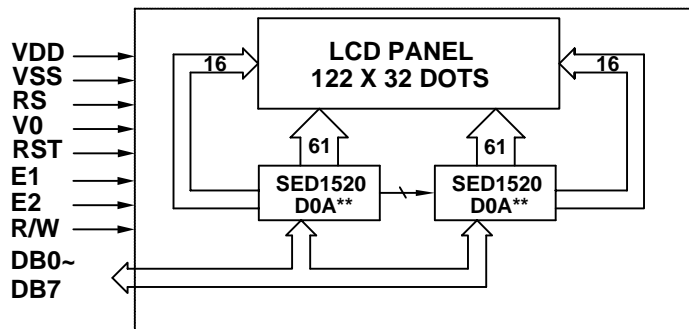 VDD
VSS
RS
V0
RST
E1
E2
R/W
DB0~
DB7
LCD PANEL
122 X 32 DOTS
16
16
61
61
SED1520
D0A**
SED1520
D0A**